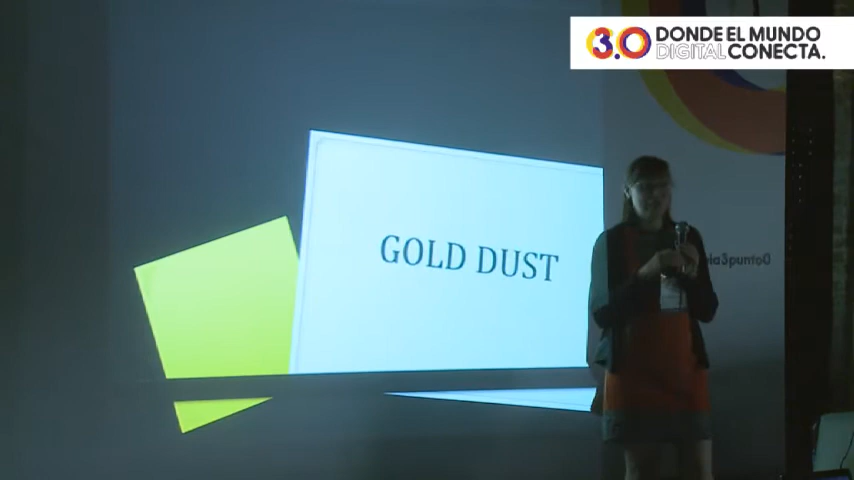 3.0 DONDE EL MUNDO
DIGITAL CONECTA.
GOLD DUST